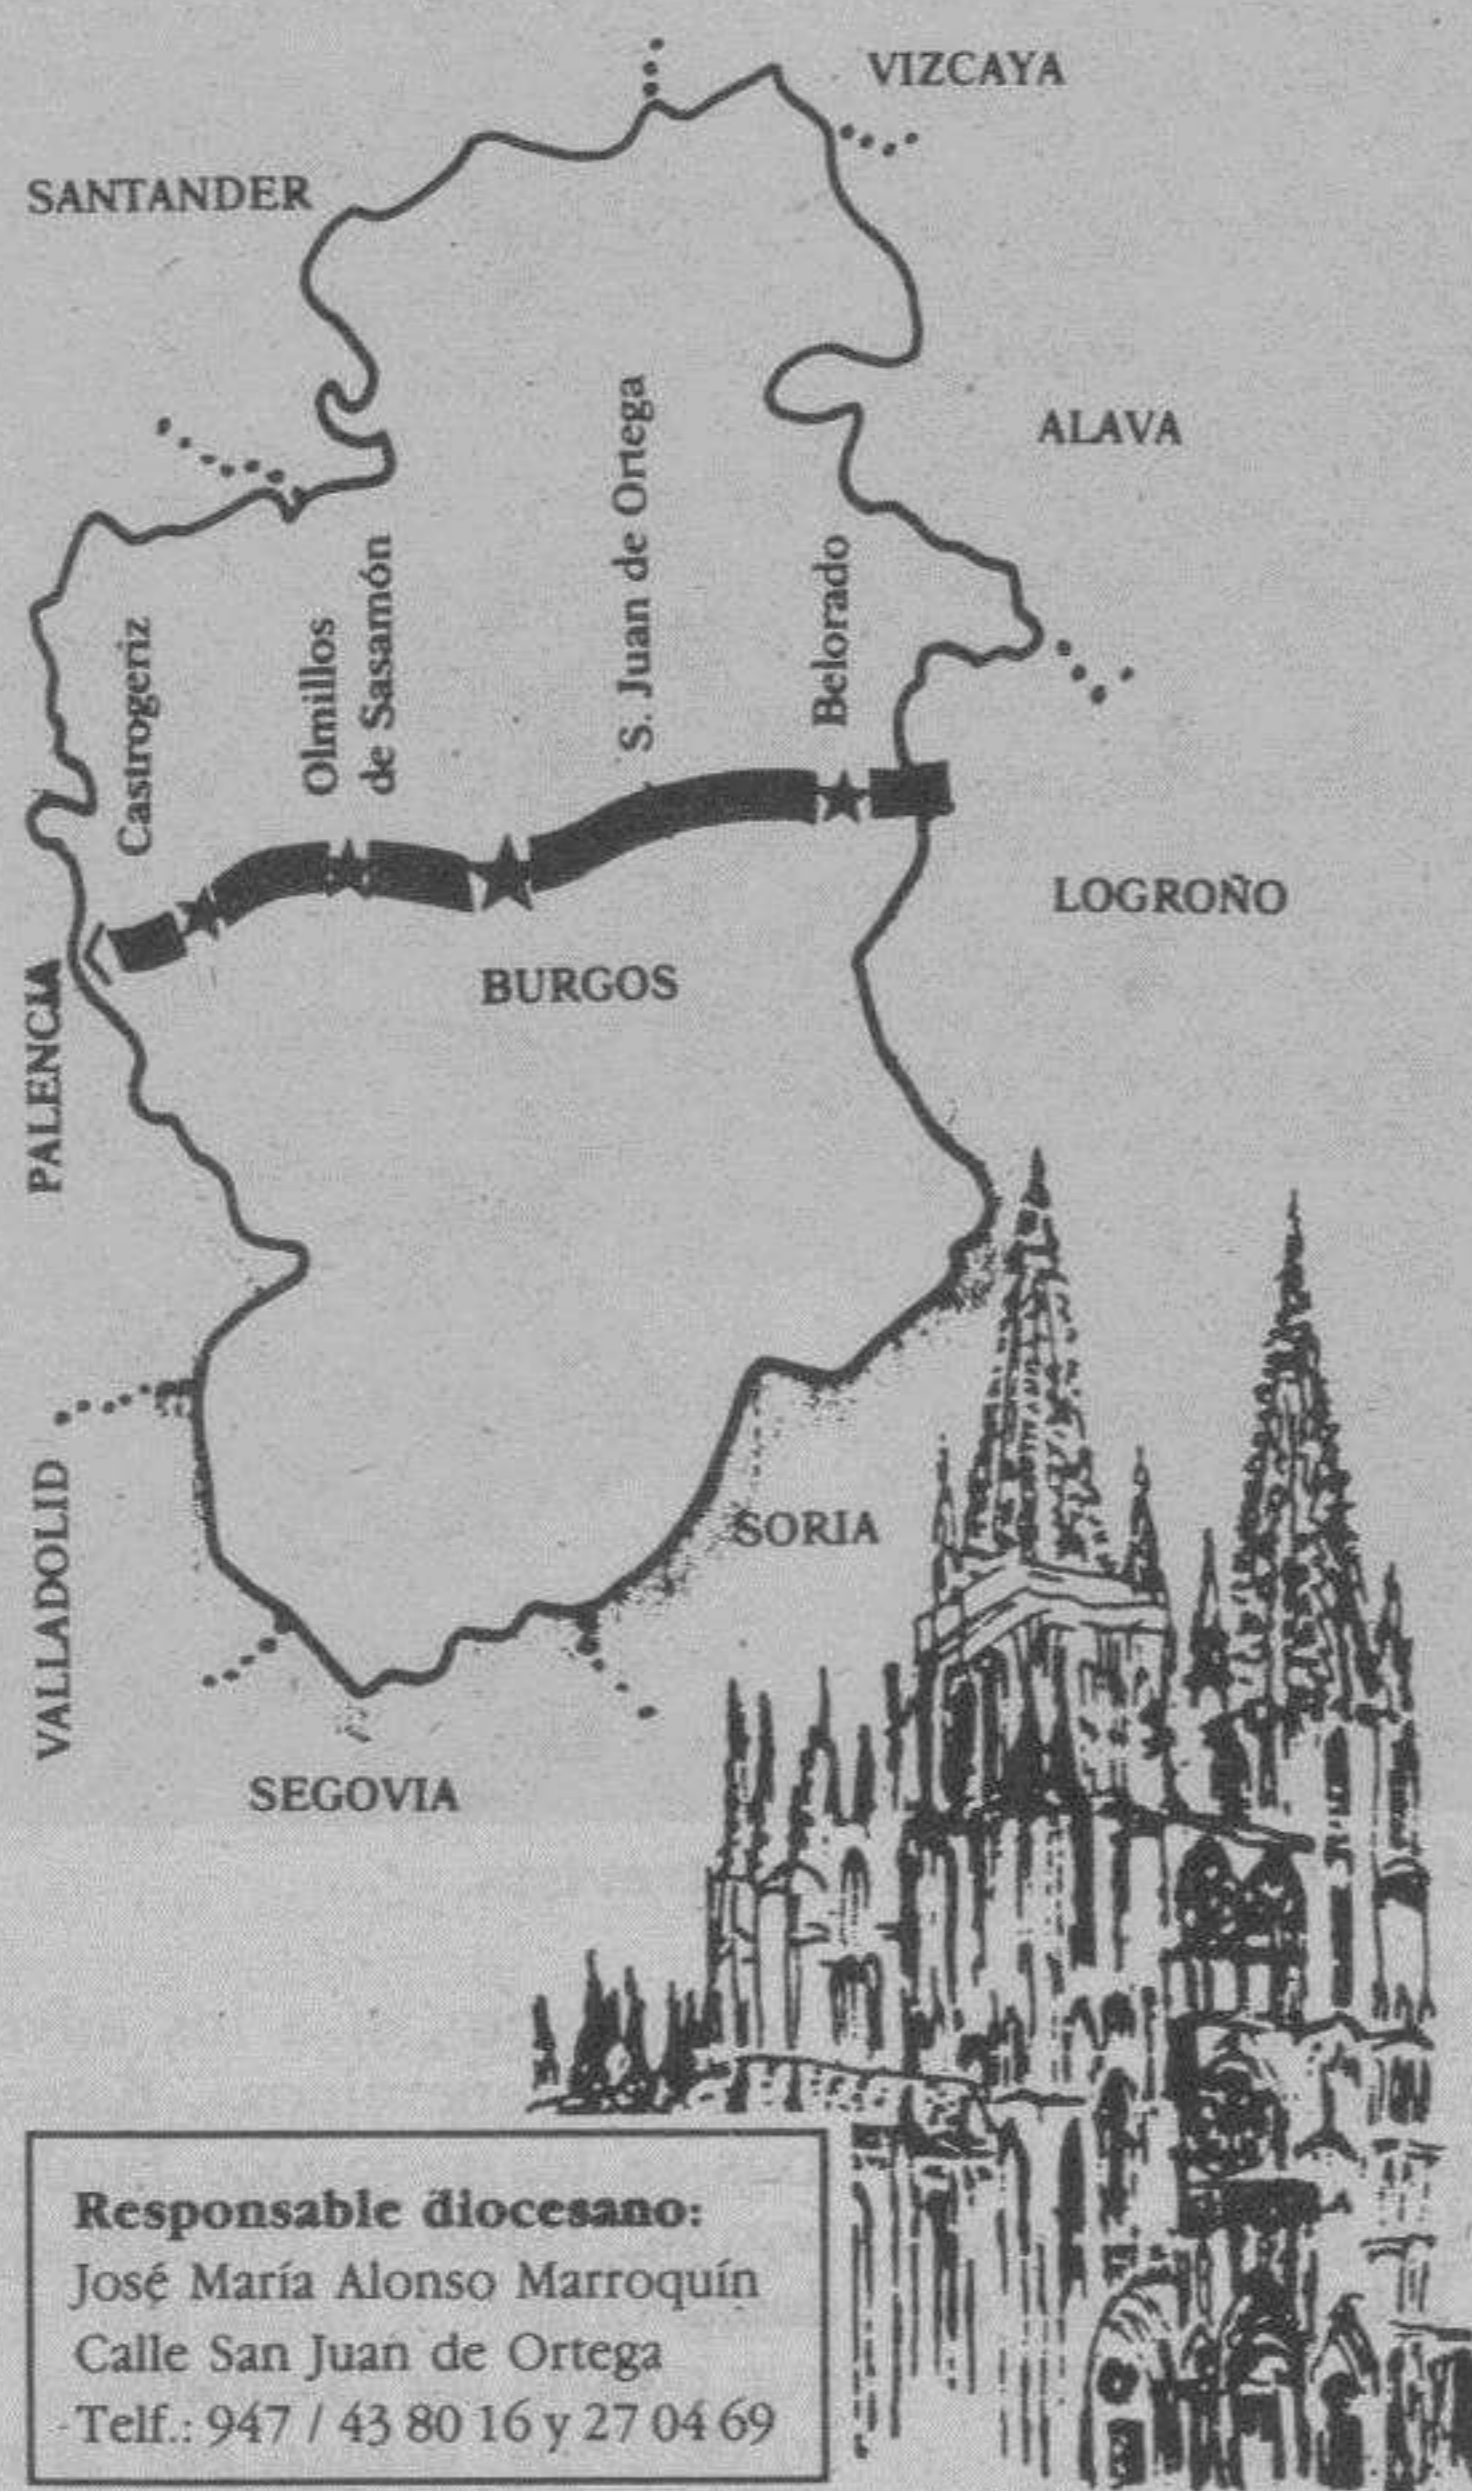 VIZCAYA
SANTANDER
ALAVA
S. Juan de Ortega
Belorado
Olmillos
de Sasamón
Castrogeriz
LOGROÑO
BURGOS
PALENCIA
SORIA
VALLADOLID
SEGOVIA
Responsable diocesano:
José María Alonso Marroquín
Calle San Juan de Ortega
Telf.: 947 / 43 80 16 y 27 04 69